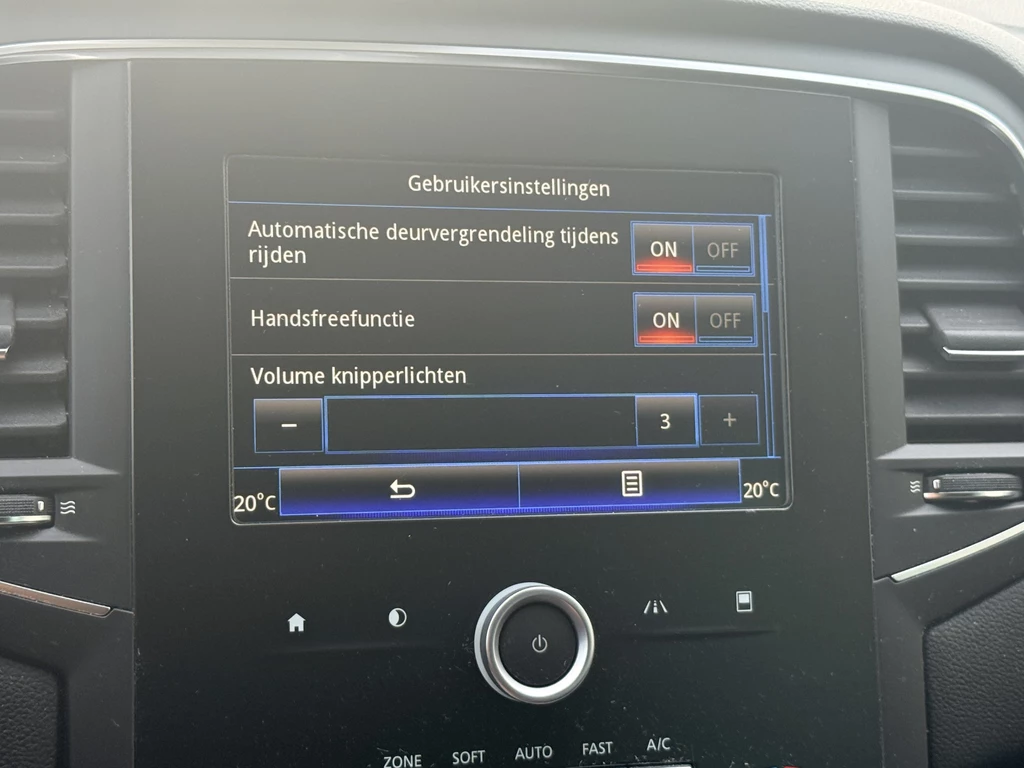 Gebruikersinstellingen
Automatische deurvergrendeling tijdens
rijden
ON OFF
Handsfreefunctie
ON OFF
Volume knipperlichten
− 3 +
20°C 20°C
ZONE SOFT AUTO FAST A/C